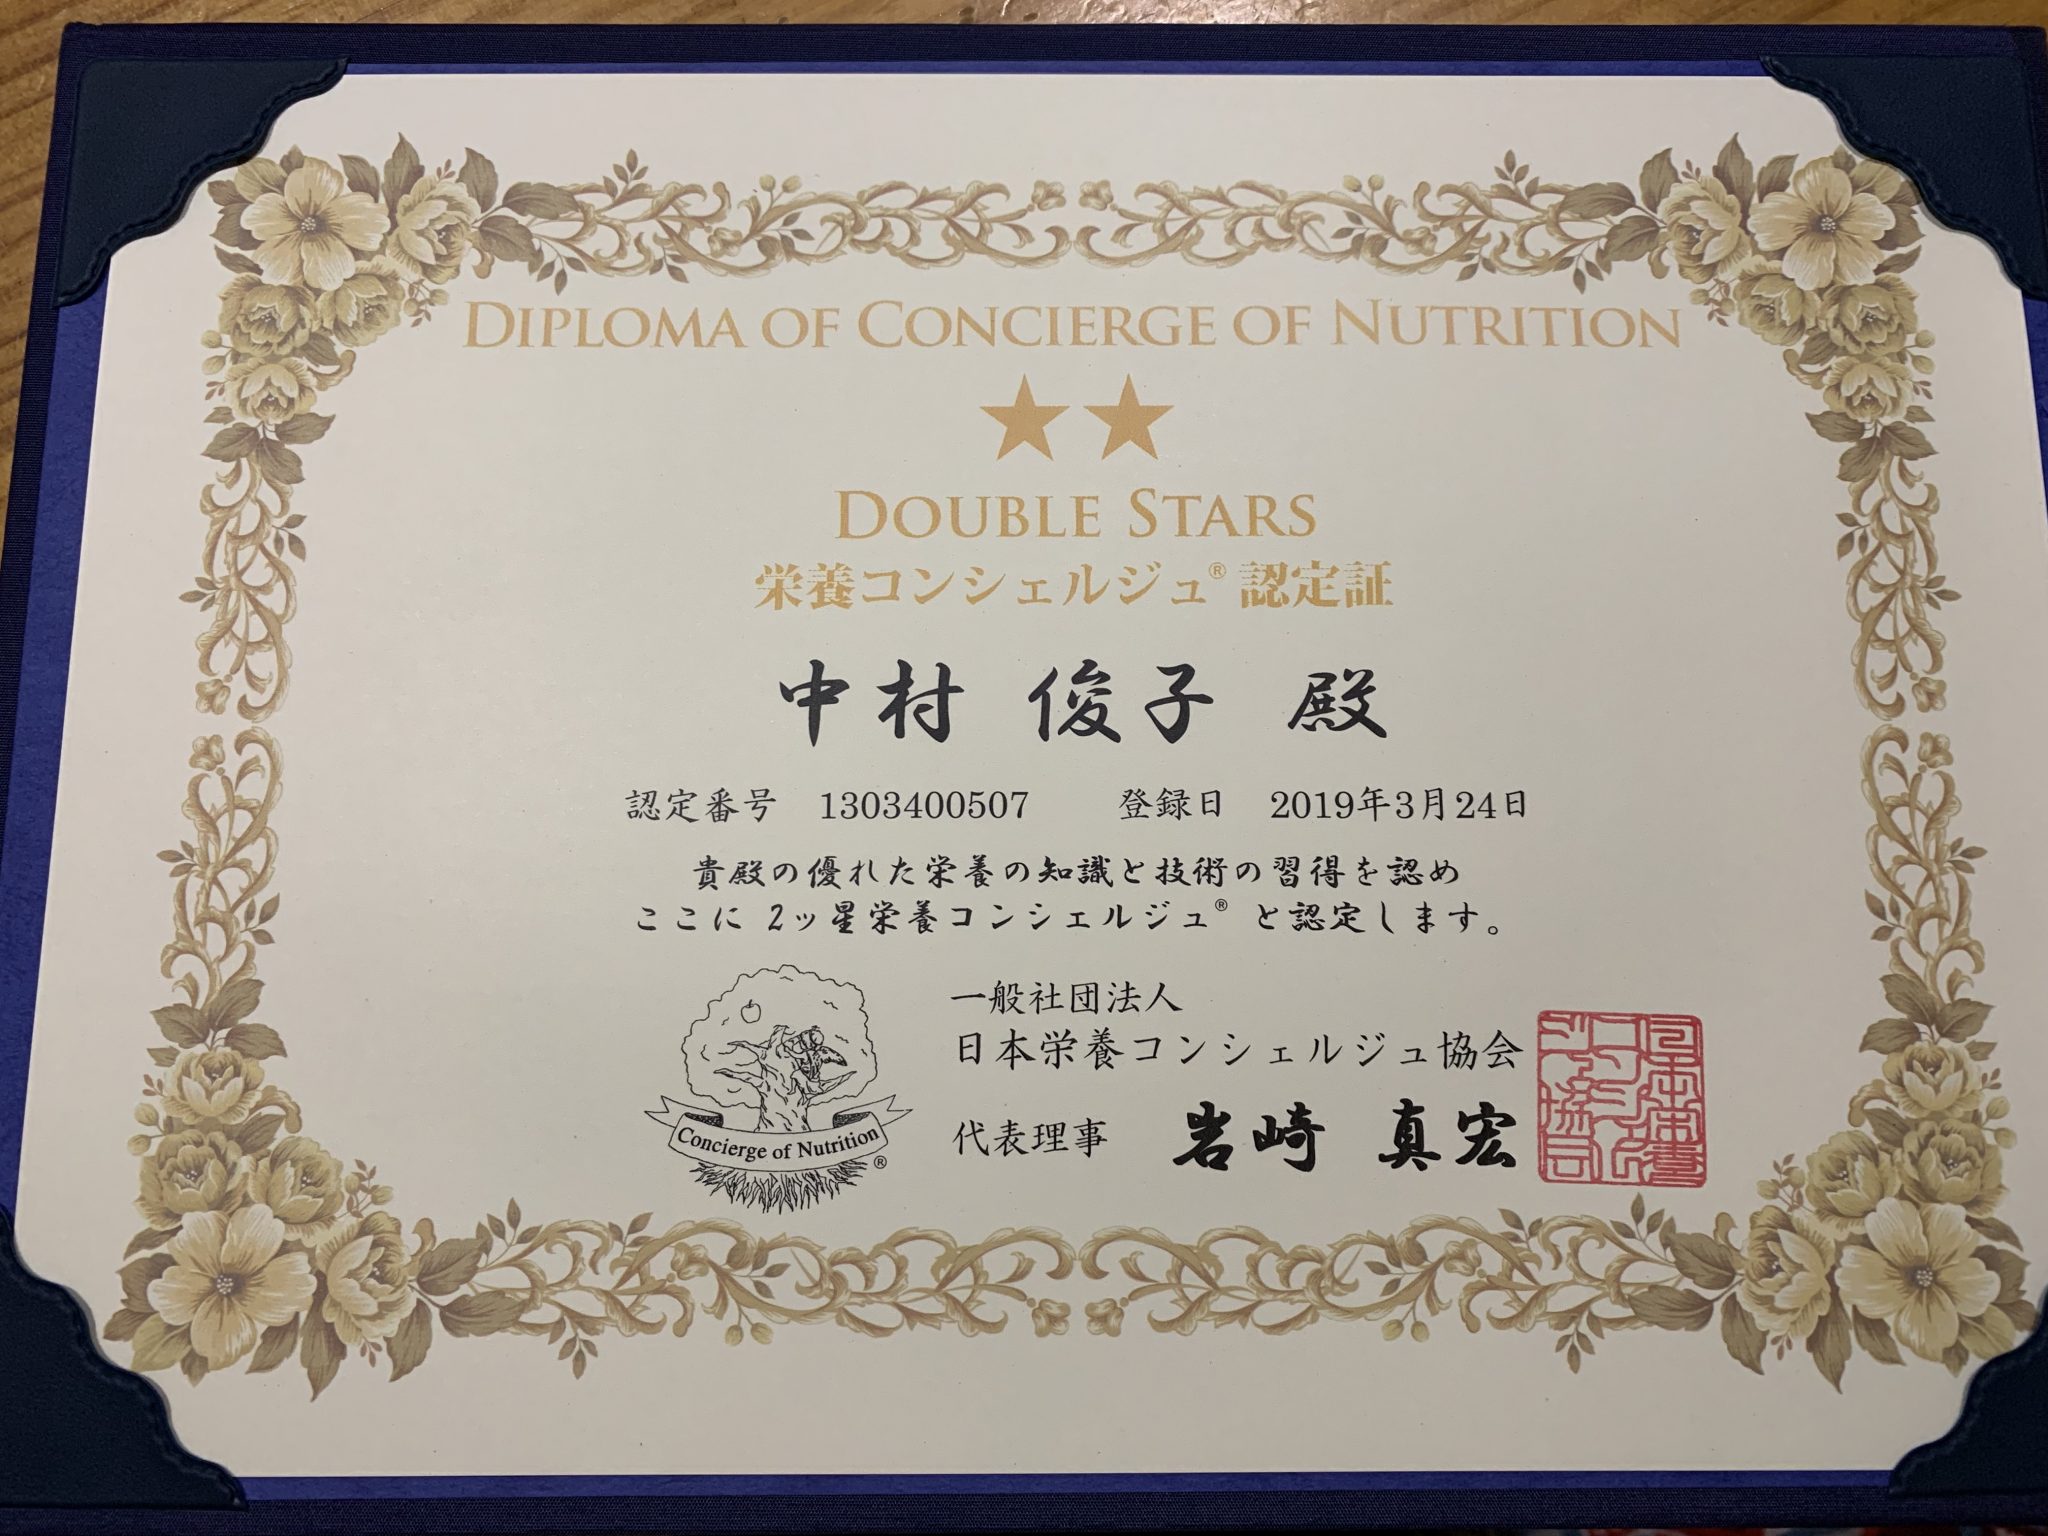 DIPLOMA OF CONCIERGE OF NUTRITION
★★
DOUBLE STARS
栄養コンシェルジュ® 認定証
中村 俊子 殿
認定番号 1303400507 登録日 2019年3月24日
貴殿の優れた栄養の知識と技術の習得を認め
ここに 2ッ星栄養コンシェルジュ® と認定します。
一般社団法人
日本栄養コンシェルジュ協会
代表理事 岩崎 真宏
Concierge of Nutrition ®